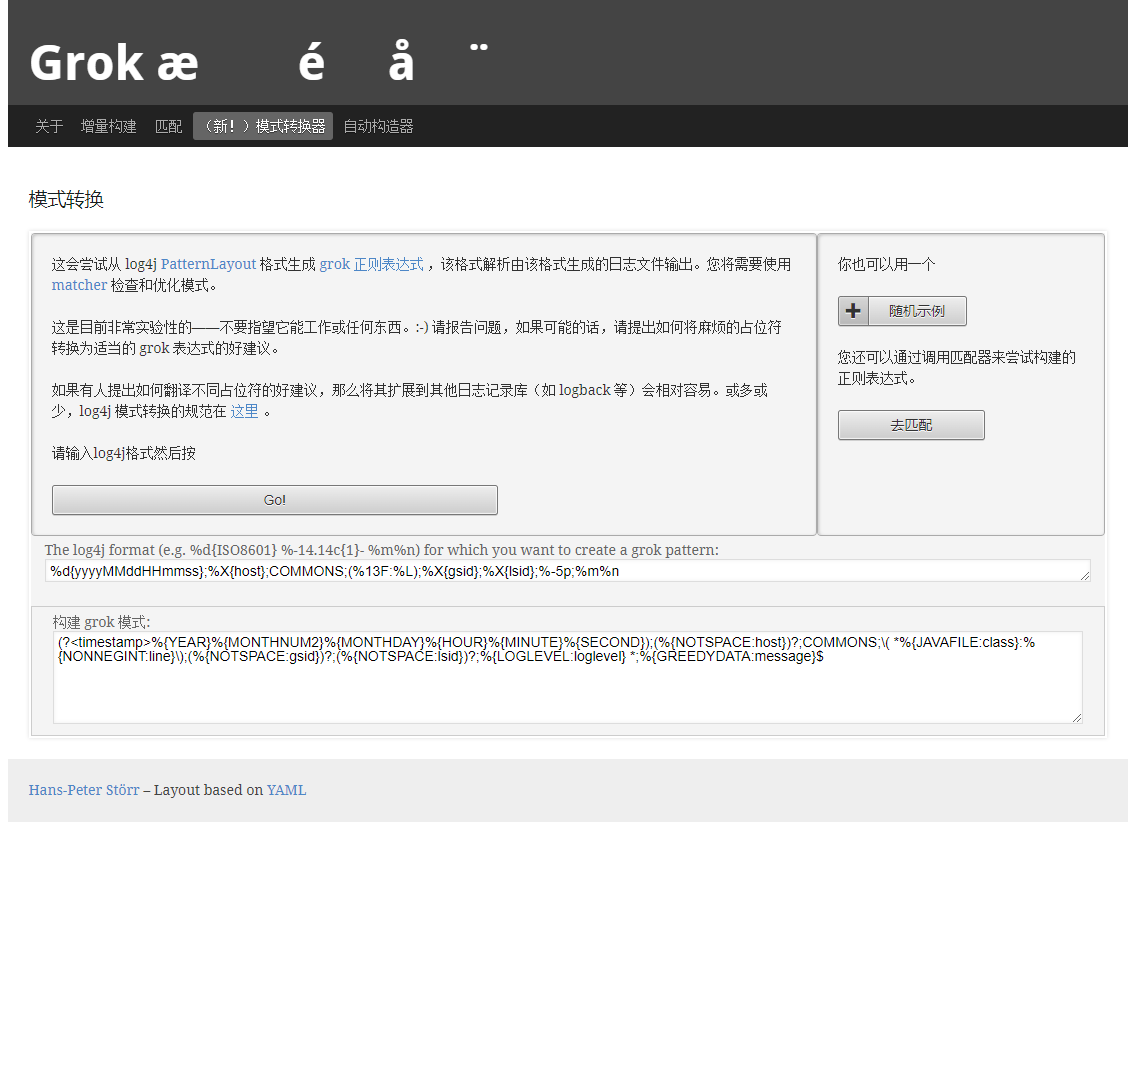 Grok æ é å ¨
关于 增量构建 匹配 （新！）模式转换器 自动构造器
模式转换
这会尝试从 log4j PatternLayout 格式生成 grok 正则表达式 ，该格式解析由该格式生成的日志文件输出。您将需要使用
matcher 检查和优化模式。
这是目前非常实验性的——不要指望它能工作或任何东西。:-) 请报告问题，如果可能的话，请提出如何将麻烦的占位符
转换为适当的 grok 表达式的好建议。
如果有人提出如何翻译不同占位符的好建议，那么将其扩展到其他日志记录库（如 logback 等）会相对容易。或多或
少，log4j 模式转换的规范在 这里 。
请输入log4j格式然后按
Go!
你也可以用一个
随机示例
您还可以通过调用匹配器来尝试构建的
正则表达式。
去匹配
The log4j format (e.g. %d{ISO8601} %-14.14c{1}- %m%n) for which you want to create a grok pattern:
%d{yyyyMMddHHmmss};%X{host};COMMONS;(%13F:%L);%X{gsid};%X{lsid};%-5p;%m%n
构建 grok 模式:
(?<timestamp>%{YEAR}%{MONTHNUM2}%{MONTHDAY}%{HOUR}%{MINUTE}%{SECOND});(%{NOTSPACE:host})?;COMMONS;\( *%{JAVAFILE:class}:%
{NONNEGINT:line}\);(%{NOTSPACE:gsid})?;(%{NOTSPACE:lsid})?;%{LOGLEVEL:loglevel} *;%{GREEDYDATA:message}$
Hans-Peter Störr – Layout based on YAML